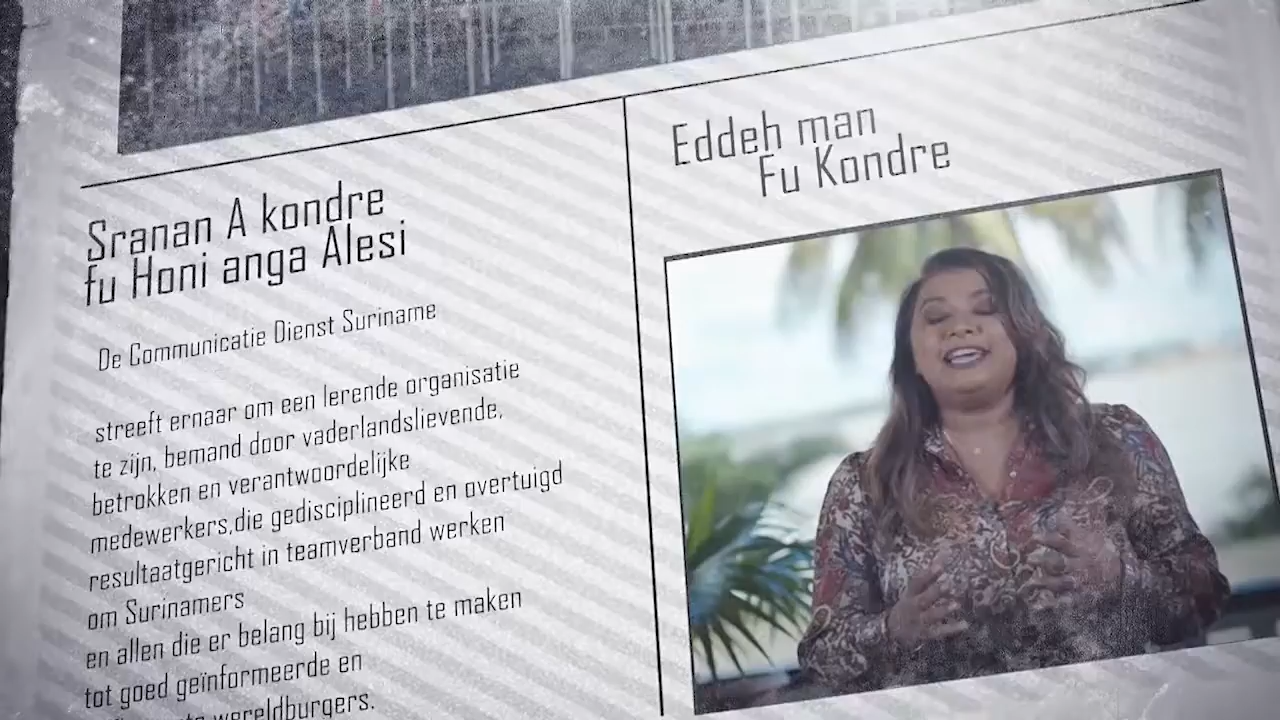 Sranan A kondre
fu Honi anga Alesi
De Communicatie Dienst Suriname
streeft ernaar om een lerende organisatie
te zijn, bemand door vaderlandslievende,
betrokken en verantwoordelijke
medewerkers,die gedisciplineerd en overtuigd
resultaatgericht in teamverband werken
om Surinamers
en allen die er belang bij hebben te maken
tot goed geïnformeerde en
wereldburgers.
Eddeh man
Fu Kondre